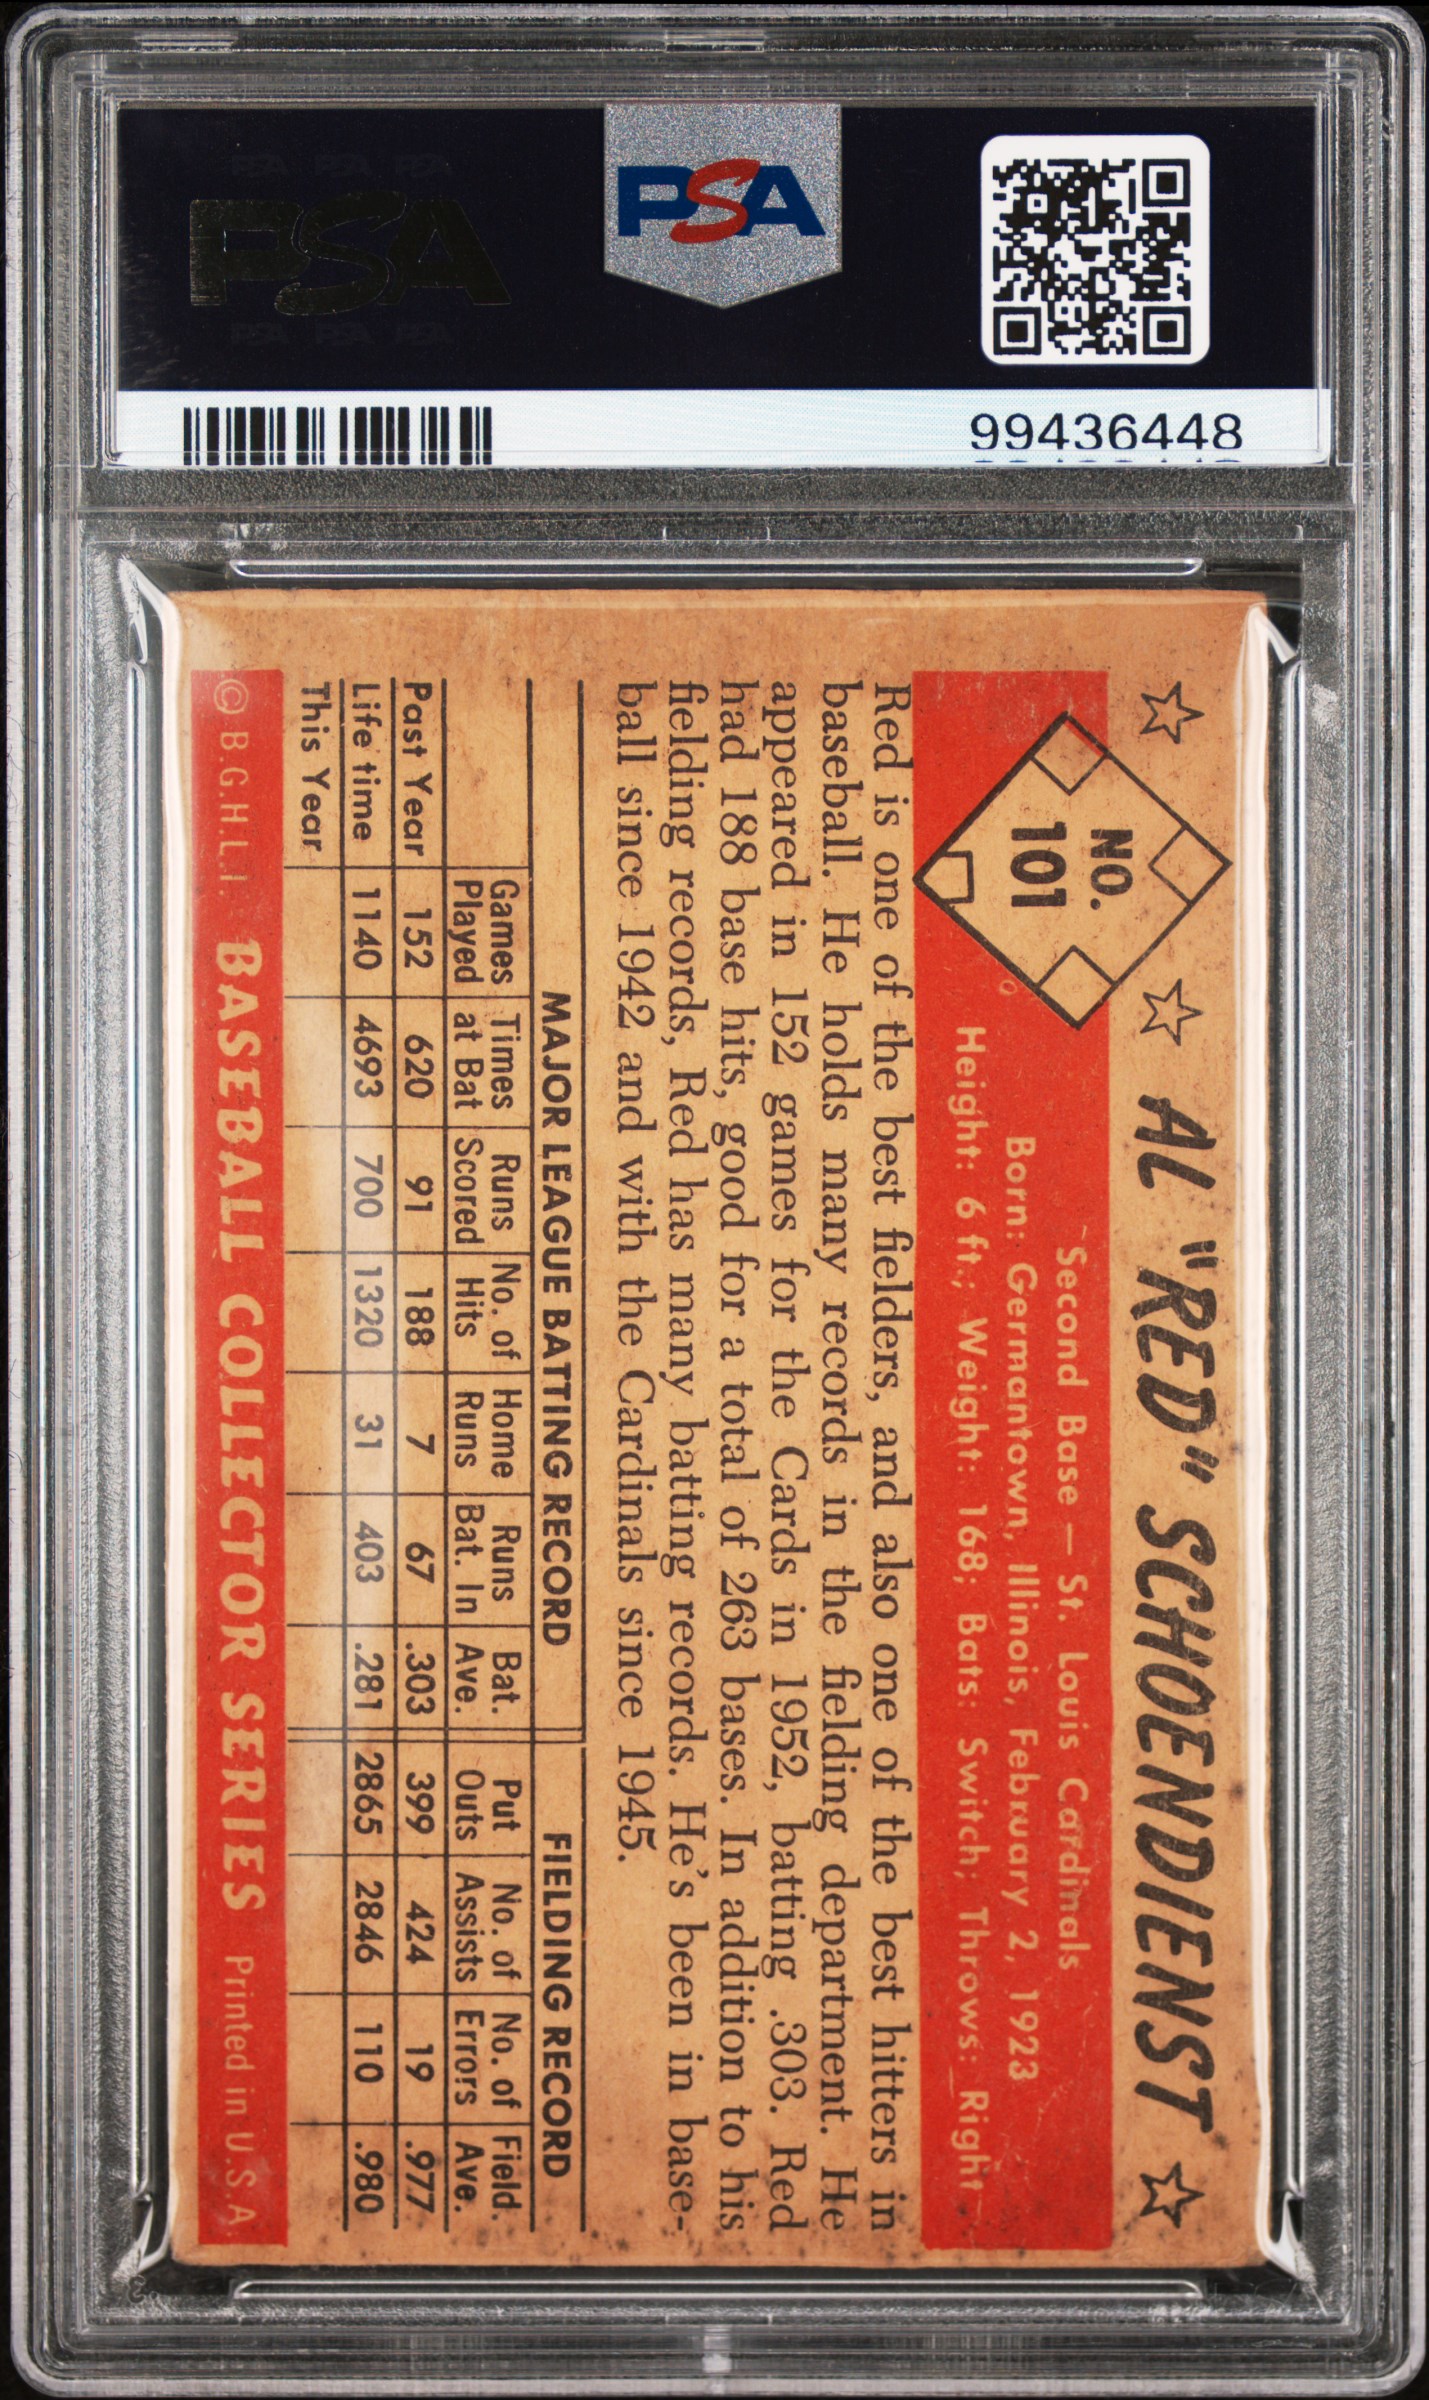 PSA
PSA
PSA PSA PSA
PSA PSA PSA
99436448
AL "RED" SCHOENDIENST
NO.
101
Second Base — St. Louis Cardinals
Born: Germantown, Illinois, February 2, 1923
Height: 6 ft.; Weight: 168; Bats: Switch; Throws: Right
Red is one of the best fielders, and also one of the best hitters in
baseball. He holds many records in the fielding department. He
appeared in 152 games for the Cards in 1952, batting .303. Red
had 188 base hits, good for a total of 263 bases. In addition to his
fielding records, Red has many batting records. He's been in base-
ball since 1942 and with the Cardinals since 1945.
MAJOR LEAGUE BATTING RECORD FIELDING RECORD
Games Times Runs No. of Home Runs Bat. Put No. of No. of Field.
Played at Bat Scored Hits Runs Bat. In Ave. Outs Assists Errors Ave.
Past Year 152 620 91 188 7 67 .303 399 424 19 .977
Life time 1140 4693 700 1320 31 403 .281 2865 2846 110 .980
This Year
© B.G.H.L.I. BASEBALL COLLECTOR SERIES Printed in U.S.A.